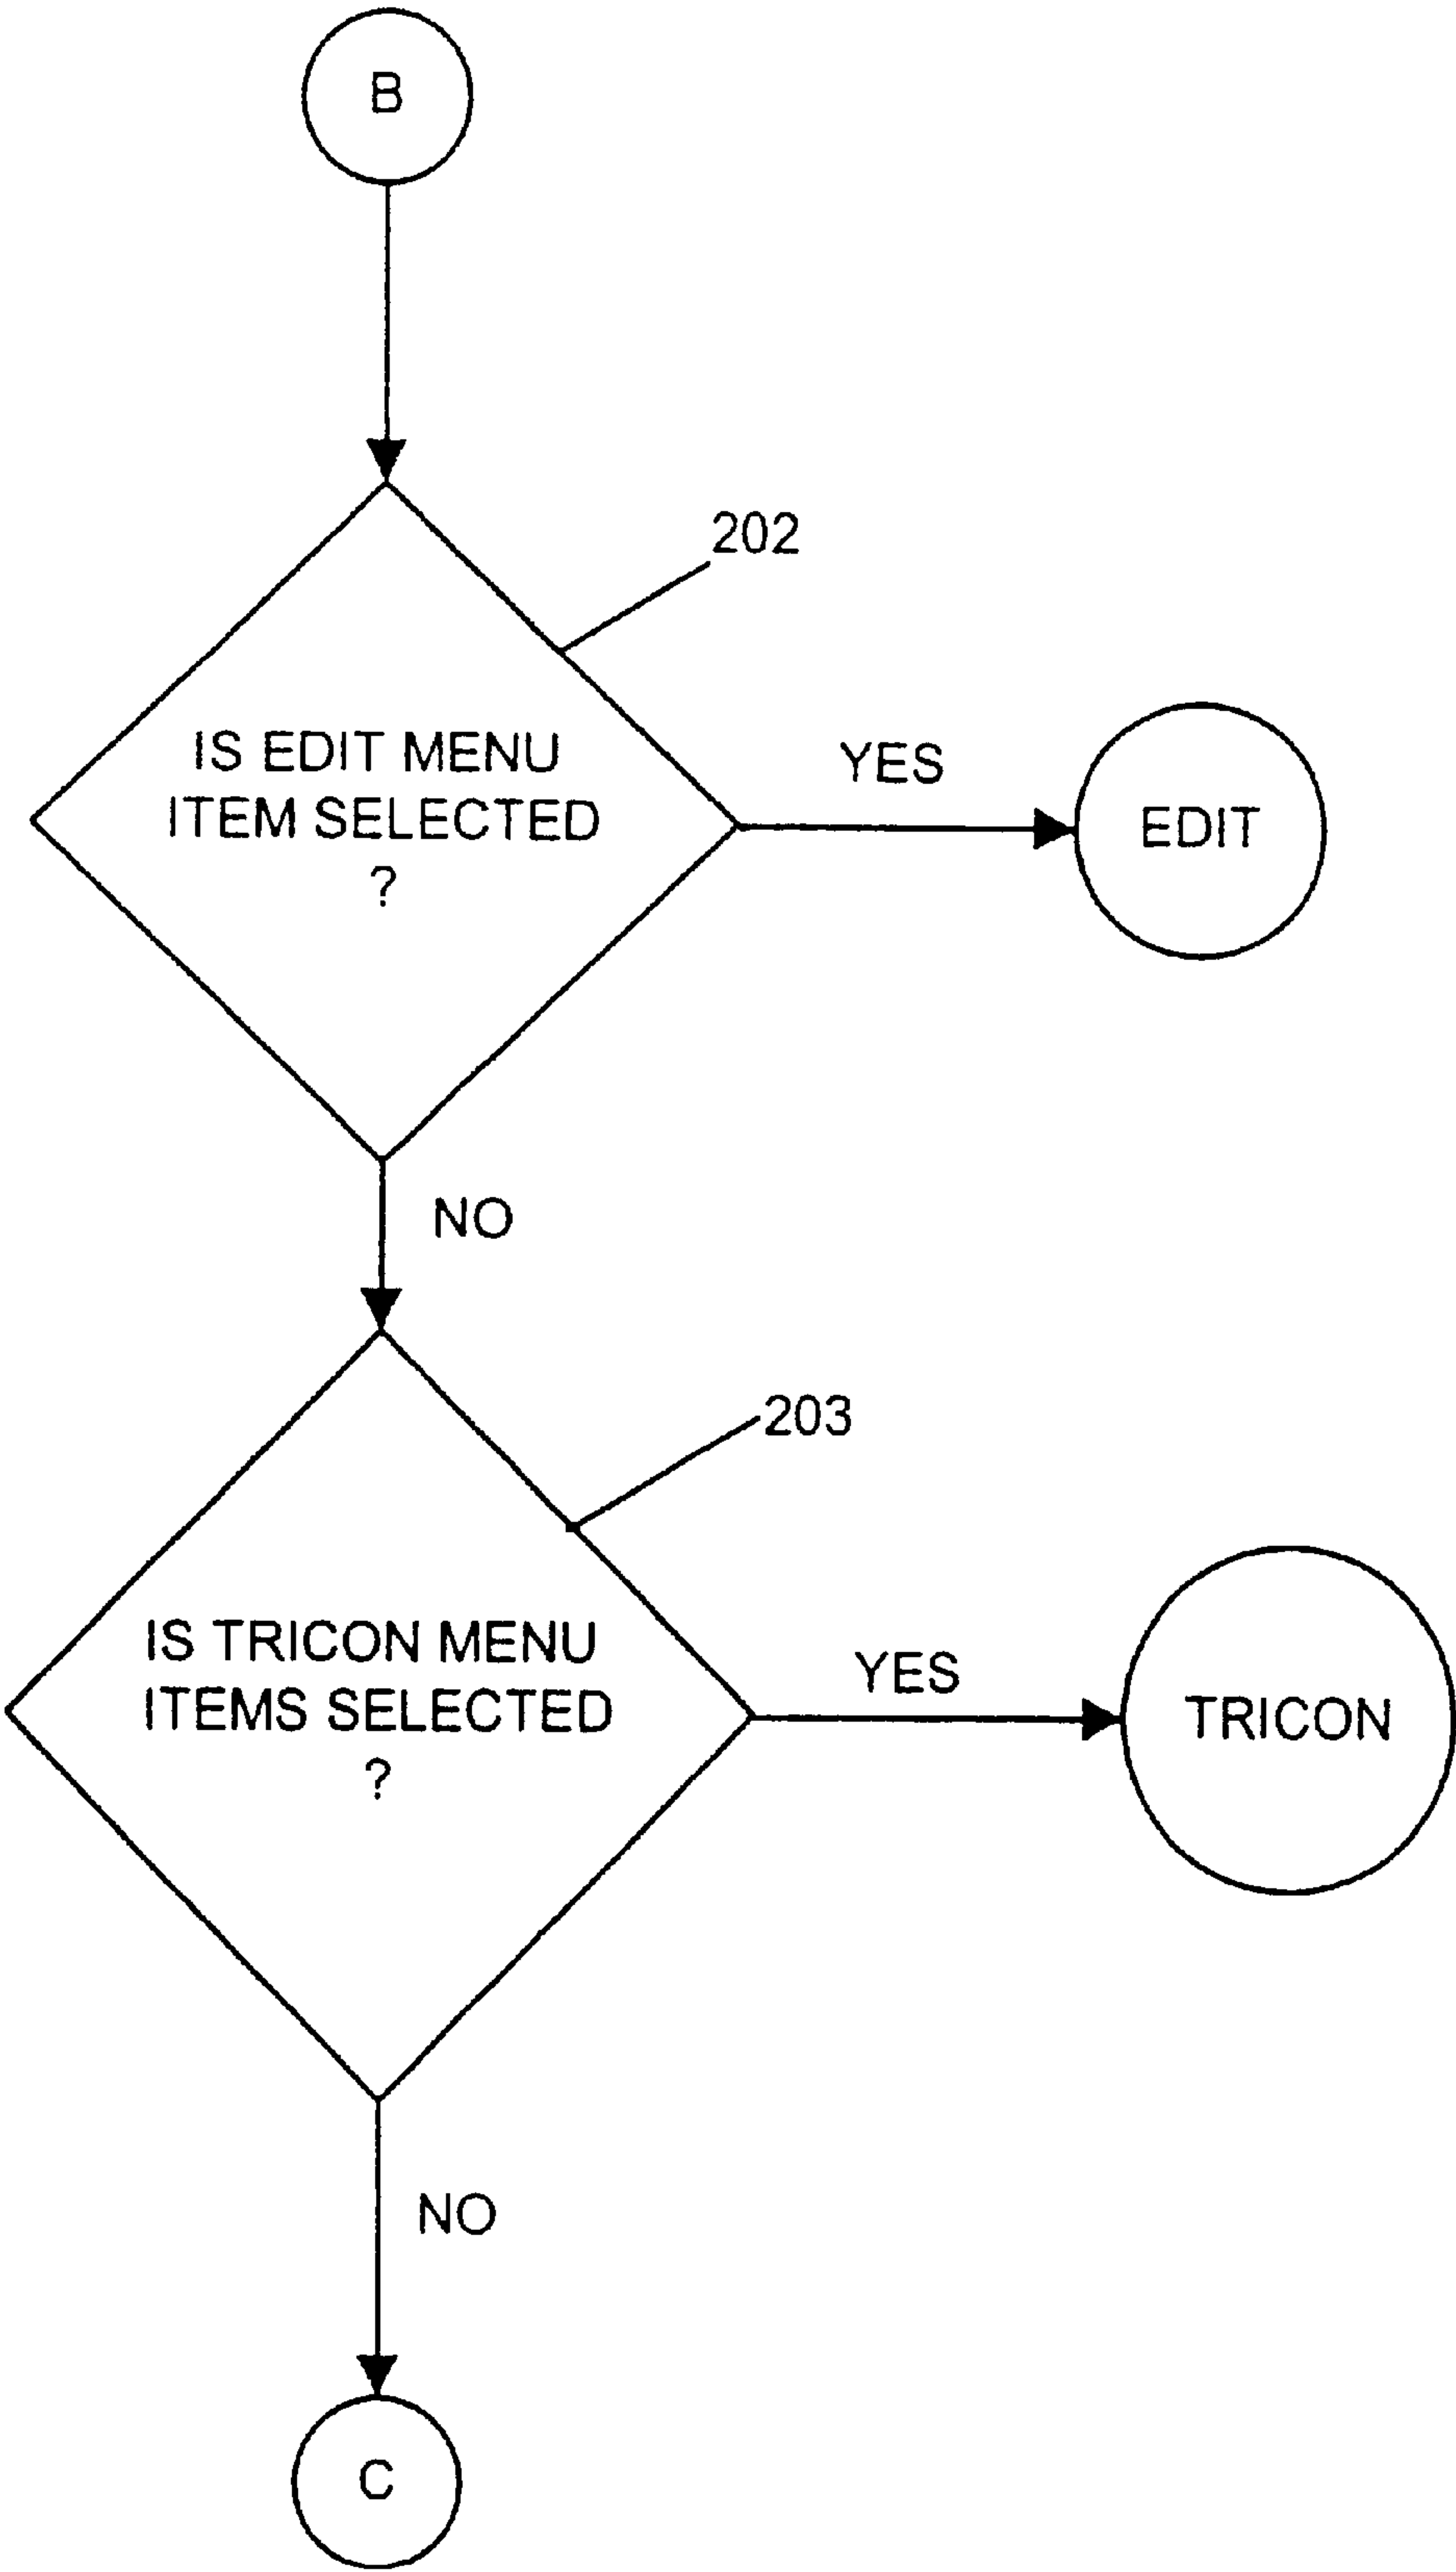 B
202
IS EDIT MENU
ITEM SELECTED
?
YES
EDIT
NO
203
IS TRICON MENU
ITEMS SELECTED
?
YES
TRICON
NO
C